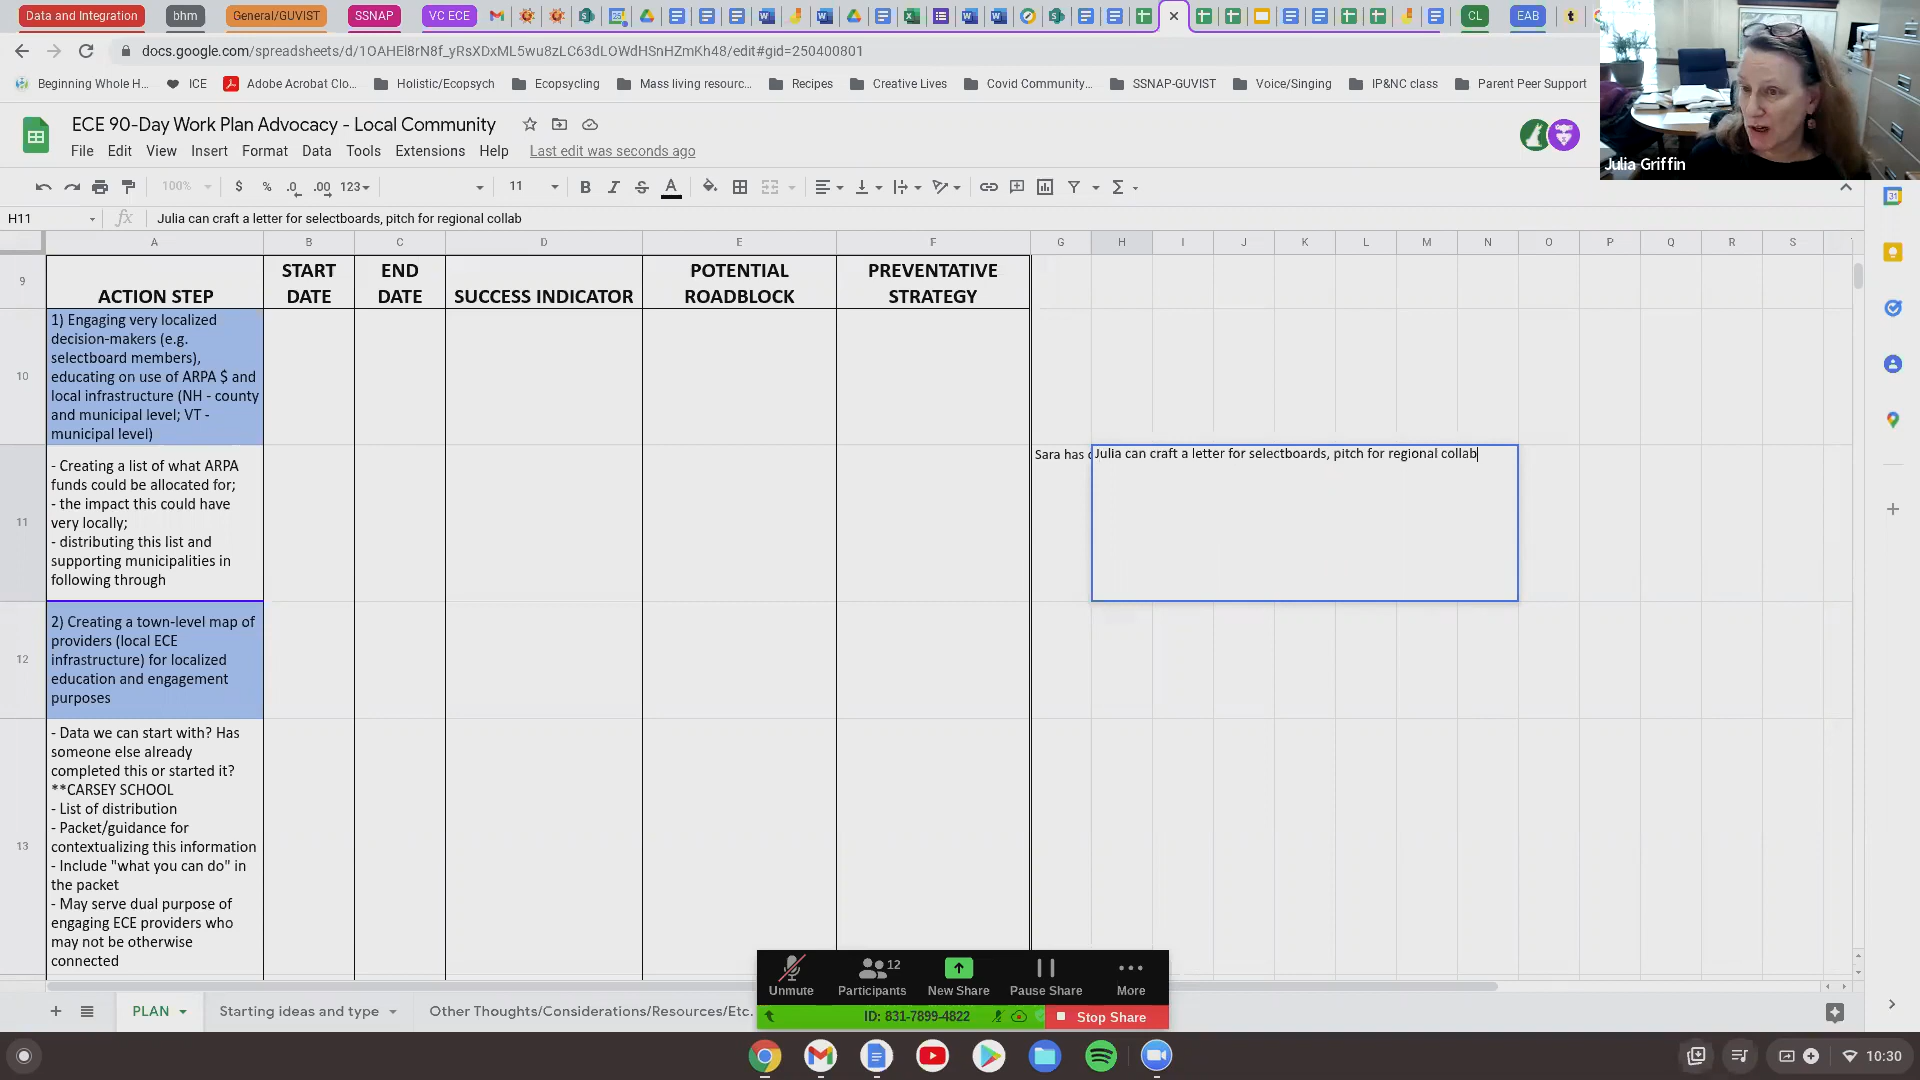 Data and Integration
bhm
General/GUVIST
SSNAP
VC ECE
CL
EAB
docs.google.com/spreadsheets/d/1OAHEl8rN8f_yRsXDxML5wu8zLC63dLOWdHSnHZmKh48/edit#gid=250400801
Beginning Whole H...
ICE
Adobe Acrobat Clo...
Holistic/Ecopsych
Ecopsycling
Mass living resourc...
Recipes
Creative Lives
Covid Community...
SSNAP-GUVIST
Voice/Singing
IP&NC class
Parent Peer Support
Julia Griffin
ECE 90-Day Work Plan Advocacy - Local Community
File Edit View Insert Format Data Tools Extensions Help Last edit was seconds ago
100% $ % .0 .00 123 11 B I S A
H11 fx Julia can craft a letter for selectboards, pitch for regional collab
A B C D E F G H I J K L M N O P Q R S
9
ACTION STEP
START
DATE
END
DATE
SUCCESS INDICATOR
POTENTIAL
ROADBLOCK
PREVENTATIVE
STRATEGY
10
1) Engaging very localized
decision-makers (e.g.
selectboard members),
educating on use of ARPA $ and
local infrastructure (NH - county
and municipal level; VT -
municipal level)
11
- Creating a list of what ARPA
funds could be allocated for;
- the impact this could have
very locally;
- distributing this list and
supporting municipalities in
following through
Sara has
Julia can craft a letter for selectboards, pitch for regional collab
12
2) Creating a town-level map of
providers (local ECE
infrastructure) for localized
education and engagement
purposes
13
- Data we can start with? Has
someone else already
completed this or started it?
**CARSEY SCHOOL
- List of distribution
- Packet/guidance for
contextualizing this information
- Include "what you can do" in
the packet
- May serve dual purpose of
engaging ECE providers who
may not be otherwise
connected
12
Unmute
Participants
New Share
Pause Share
More
ID: 831-7899-4822
Stop Share
PLAN
Starting ideas and type
Other Thoughts/Considerations/Resources/Etc.
10:30